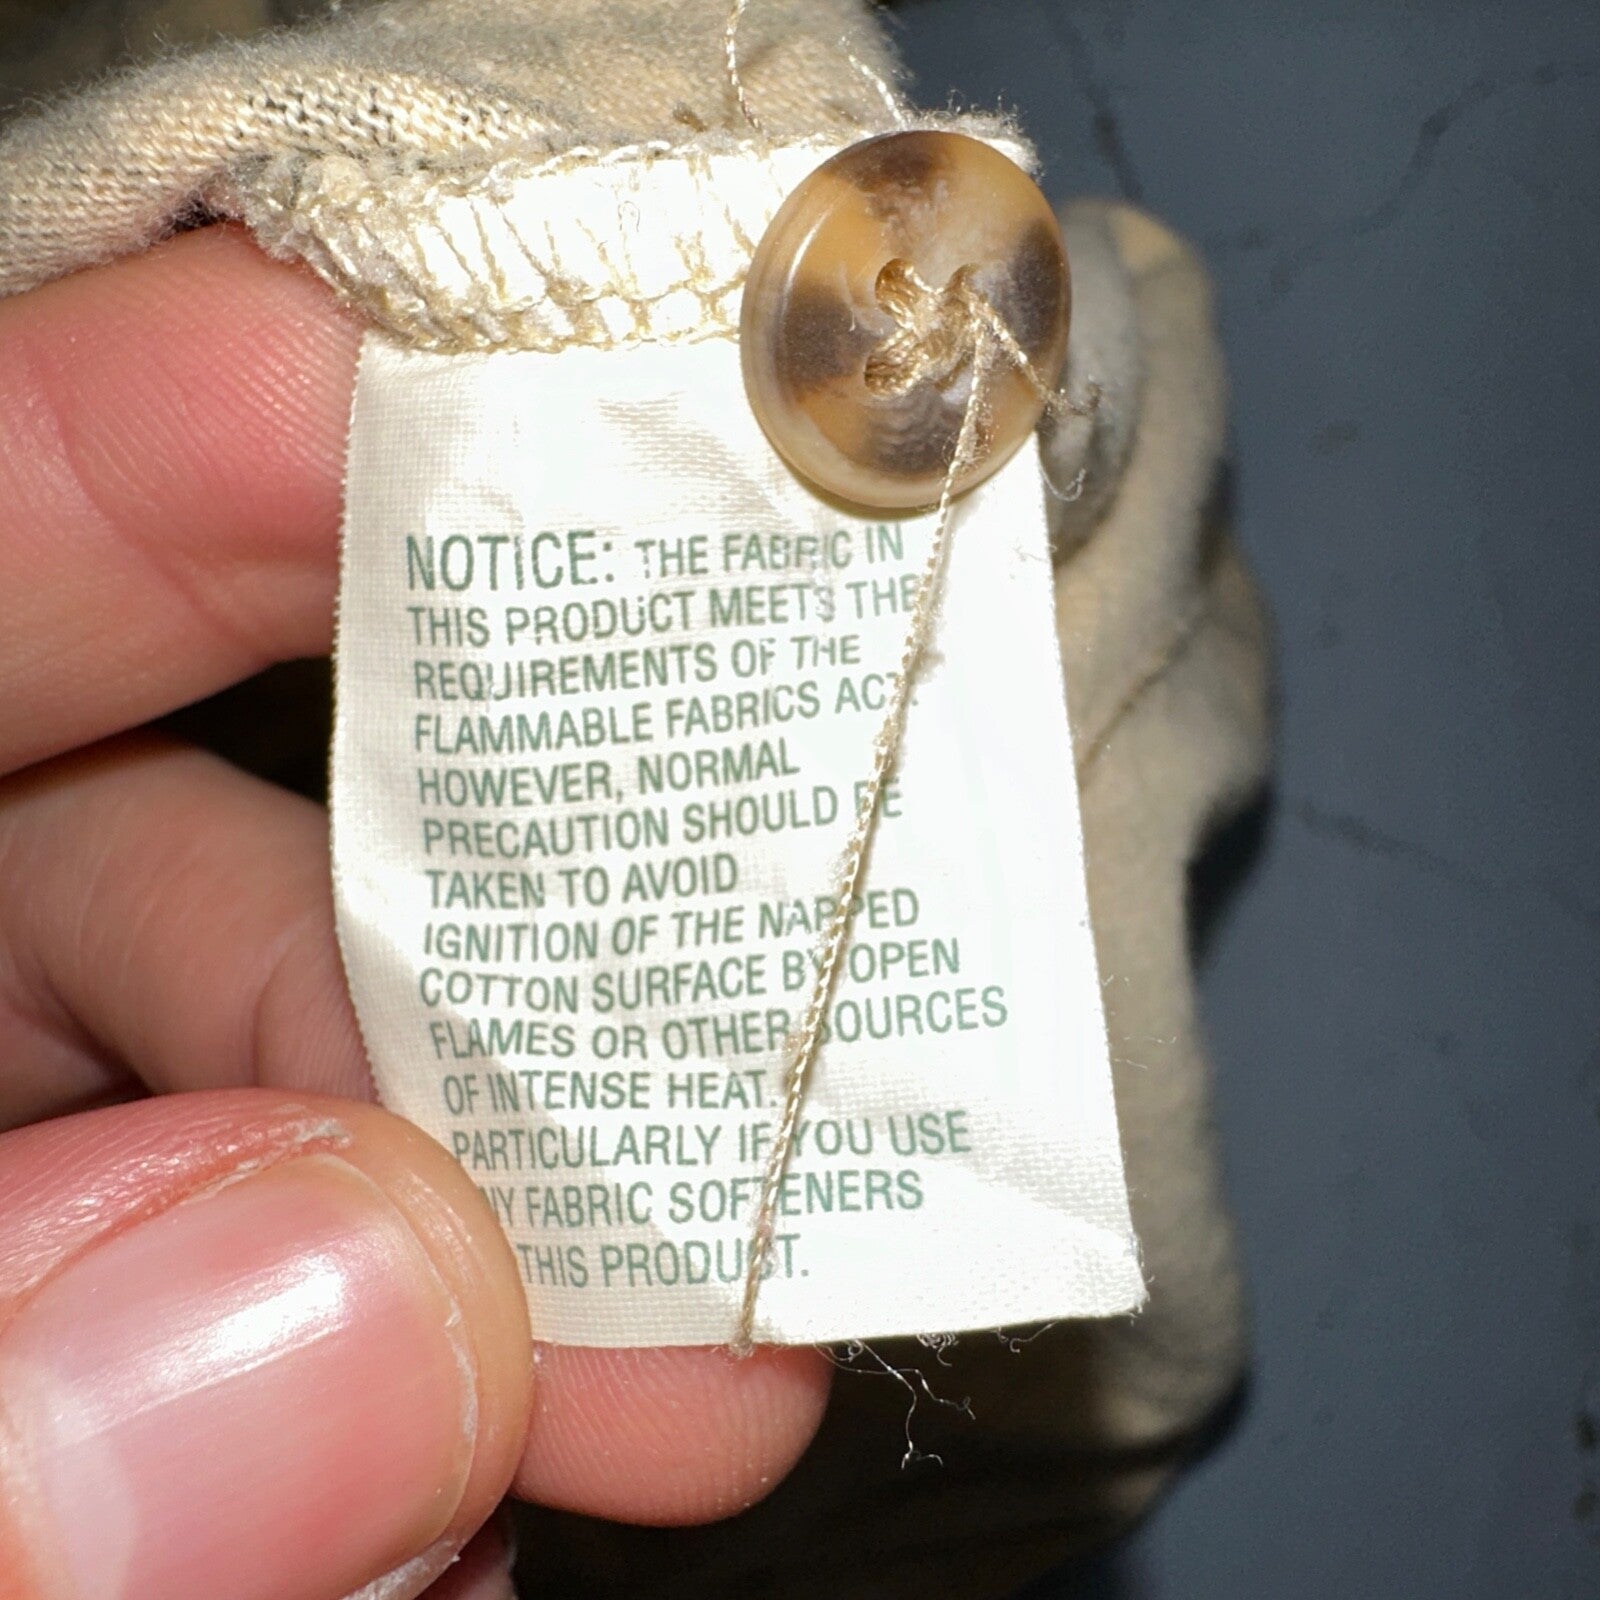 NOTICE: THE FABRIC IN
THIS PRODUCT MEETS THE
REQUIREMENTS OF THE
FLAMMABLE FABRICS ACT.
HOWEVER, NORMAL
PRECAUTION SHOULD BE
TAKEN TO AVOID
IGNITION OF THE NAPPED
COTTON SURFACE BY OPEN
FLAMES OR OTHER SOURCES
OF INTENSE HEAT.
PARTICULARLY IF YOU USE
FABRIC SOFTENERS
THIS PRODUCT.